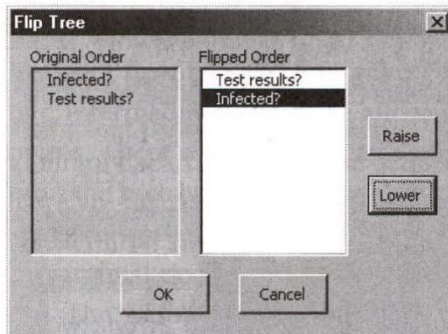 Flip Tree
Original Order
Infected?
Test results?
Flipped Order
Test results?
Infected?
Raise
Lower
OK
Cancel